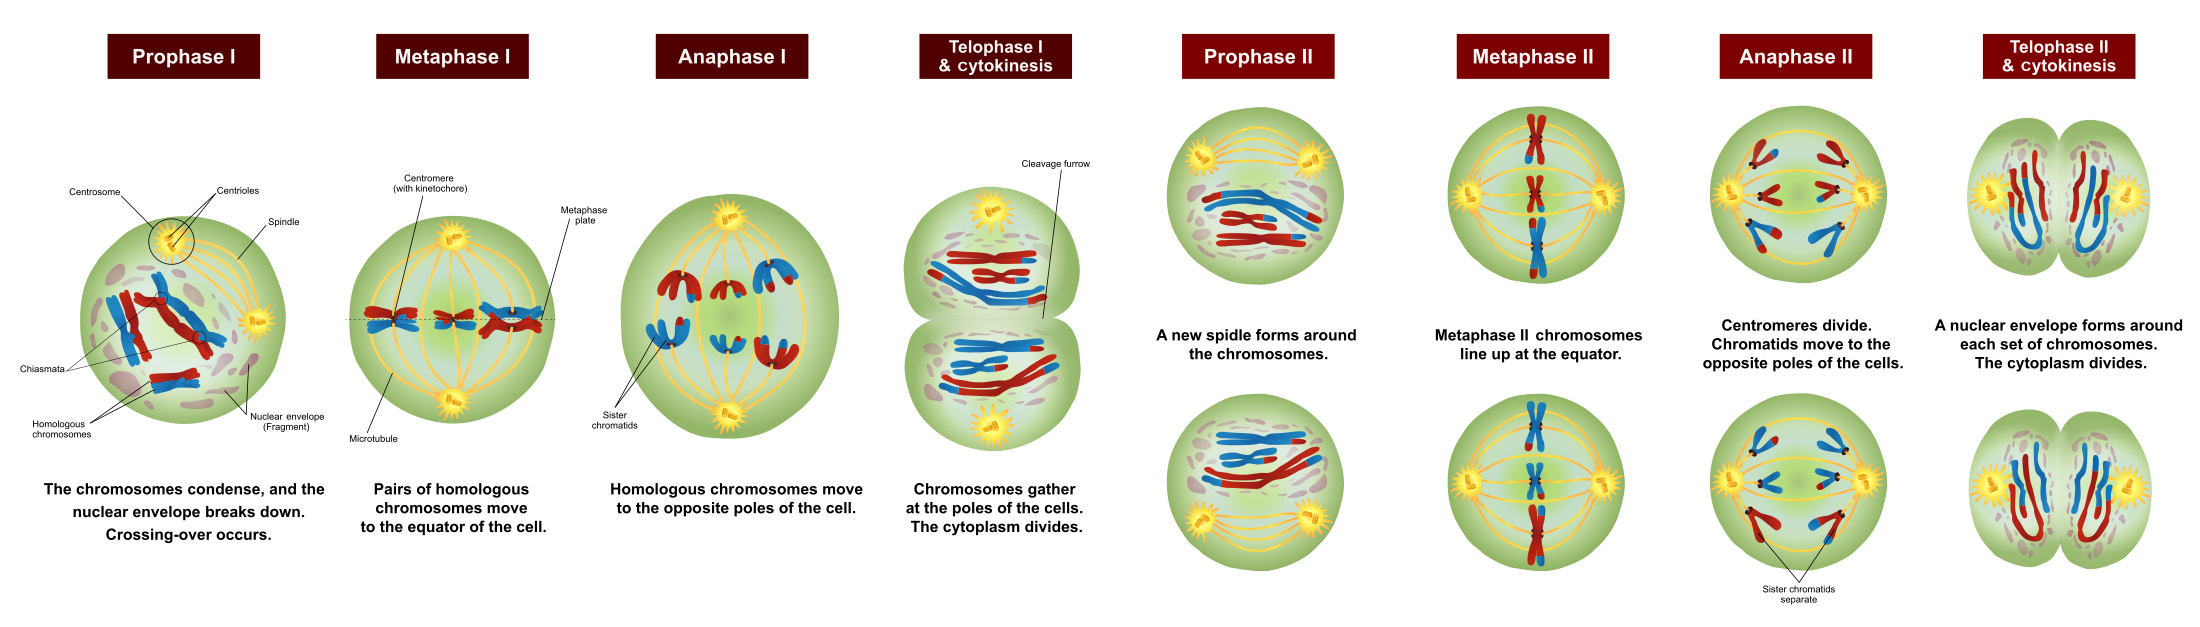 Prophase I
Centrosome
Centrioles
Spindle
Chiasmata
Homologous
chromosomes
Nuclear envelope
(Fragment)
The chromosomes condense, and the
nuclear envelope breaks down.
Crossing-over occurs.
Metaphase I
Centromere
(with kinetochore)
Metaphase
plate
Microtubule
Pairs of homologous
chromosomes move
to the equator of the cell.
Anaphase I
Sister
chromatids
Homologous chromosomes move
to the opposite poles of the cell.
Telophase I
& Cytokinesis
Cleavage furrow
Chromosomes gather
at the poles of the cells.
The cytoplasm divides.
Prophase II
A new spidle forms around
the chromosomes.
Metaphase II
Metaphase II chromosomes
line up at the equator.
Anaphase II
Centromeres divide.
Chromatids move to the
opposite poles of the cells.
Sister chromatids
separate
Telophase II
& Cytokinesis
A nuclear envelope forms around
each set of chromosomes.
The cytoplasm divides.